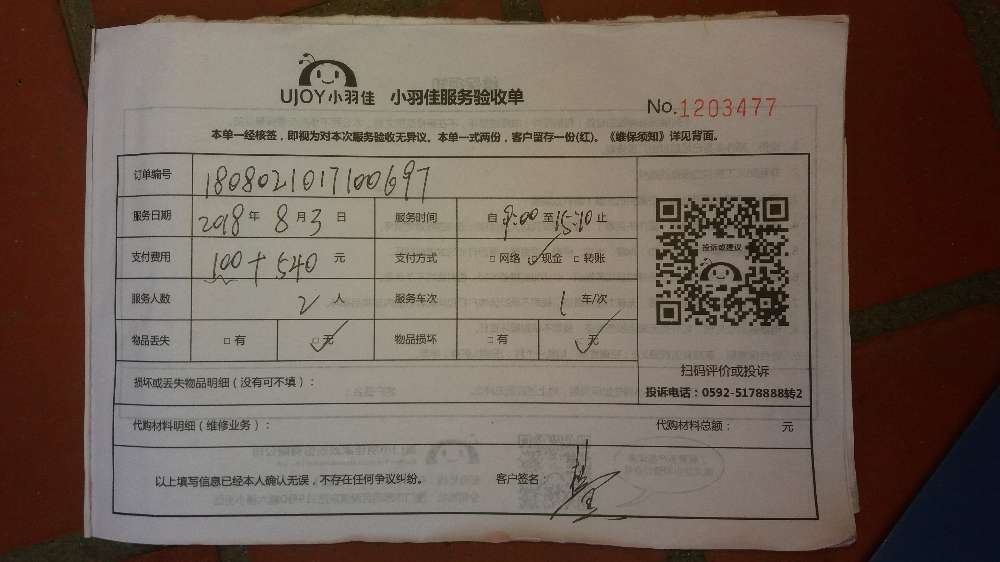 UJOY小羽佳 小羽佳服务验收单
No.1203477
本单一经核签，即视为对本次服务验收无异议。本单一式两份，客户留存一份(红)。《维保须知》详见背面。
订单编号 1808021017100697
服务日期 2018年8月3日 服务时间 自9:00至15:10止
支付费用 100+540元 支付方式 □网络 ✓现金 □转账
服务人数 2人 服务车次 1车/次
物品丢失 □有 □无 物品损坏 □有 无
投诉或建议
扫码评价或投诉
投诉电话：0592-5178888转2
损坏或丢失物品明细（没有可不填）：
代购材料明细（维修业务）： 代购材料总额： 元
以上填写信息已经本人确认无误，不存在任何争议纠纷。 客户签名：